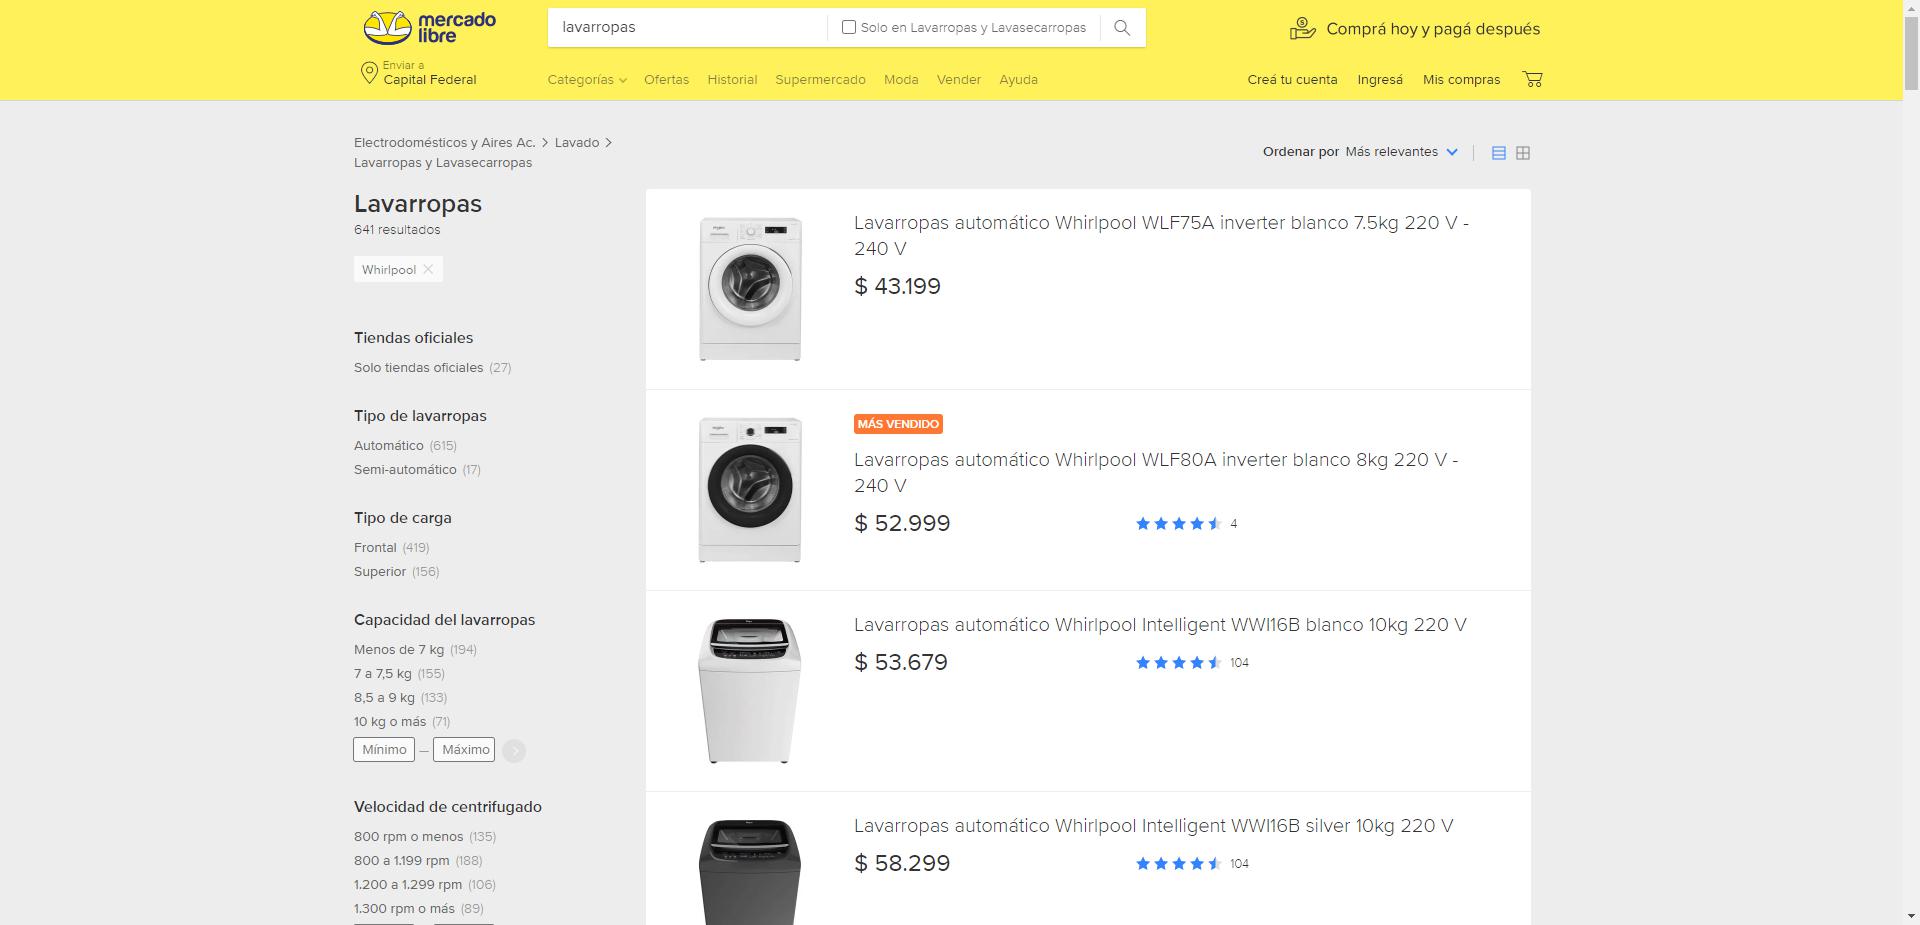 mercado
libre
lavarropas
Solo en Lavarropas y Lavasecarropas
Comprá hoy y pagá después
Enviar a
Capital Federal
Categorías
Ofertas
Historial
Supermercado
Moda
Vender
Ayuda
Creá tu cuenta
Ingresá
Mis compras
Electrodomésticos y Aires Ac. > Lavado >
Lavarropas y Lavasecarropas
Ordenar por Más relevantes
Lavarropas
641 resultados
Whirlpool
Tiendas oficiales
Solo tiendas oficiales (27)
Tipo de lavarropas
Automático (615)
Semi-automático (17)
Tipo de carga
Frontal (419)
Superior (156)
Capacidad del lavarropas
Menos de 7 kg (194)
7 a 7,5 kg (155)
8,5 a 9 kg (133)
10 kg o más (71)
Mínimo — Máximo
Velocidad de centrifugado
800 rpm o menos (135)
800 a 1.199 rpm (188)
1.200 a 1.299 rpm (106)
1.300 rpm o más (89)
Lavarropas automático Whirlpool WLF75A inverter blanco 7.5kg 220 V -
240 V
$ 43.199
MÁS VENDIDO
Lavarropas automático Whirlpool WLF80A inverter blanco 8kg 220 V -
240 V
$ 52.999
4
Lavarropas automático Whirlpool Intelligent WWI16B blanco 10kg 220 V
$ 53.679
104
Lavarropas automático Whirlpool Intelligent WWI16B silver 10kg 220 V
$ 58.299
104